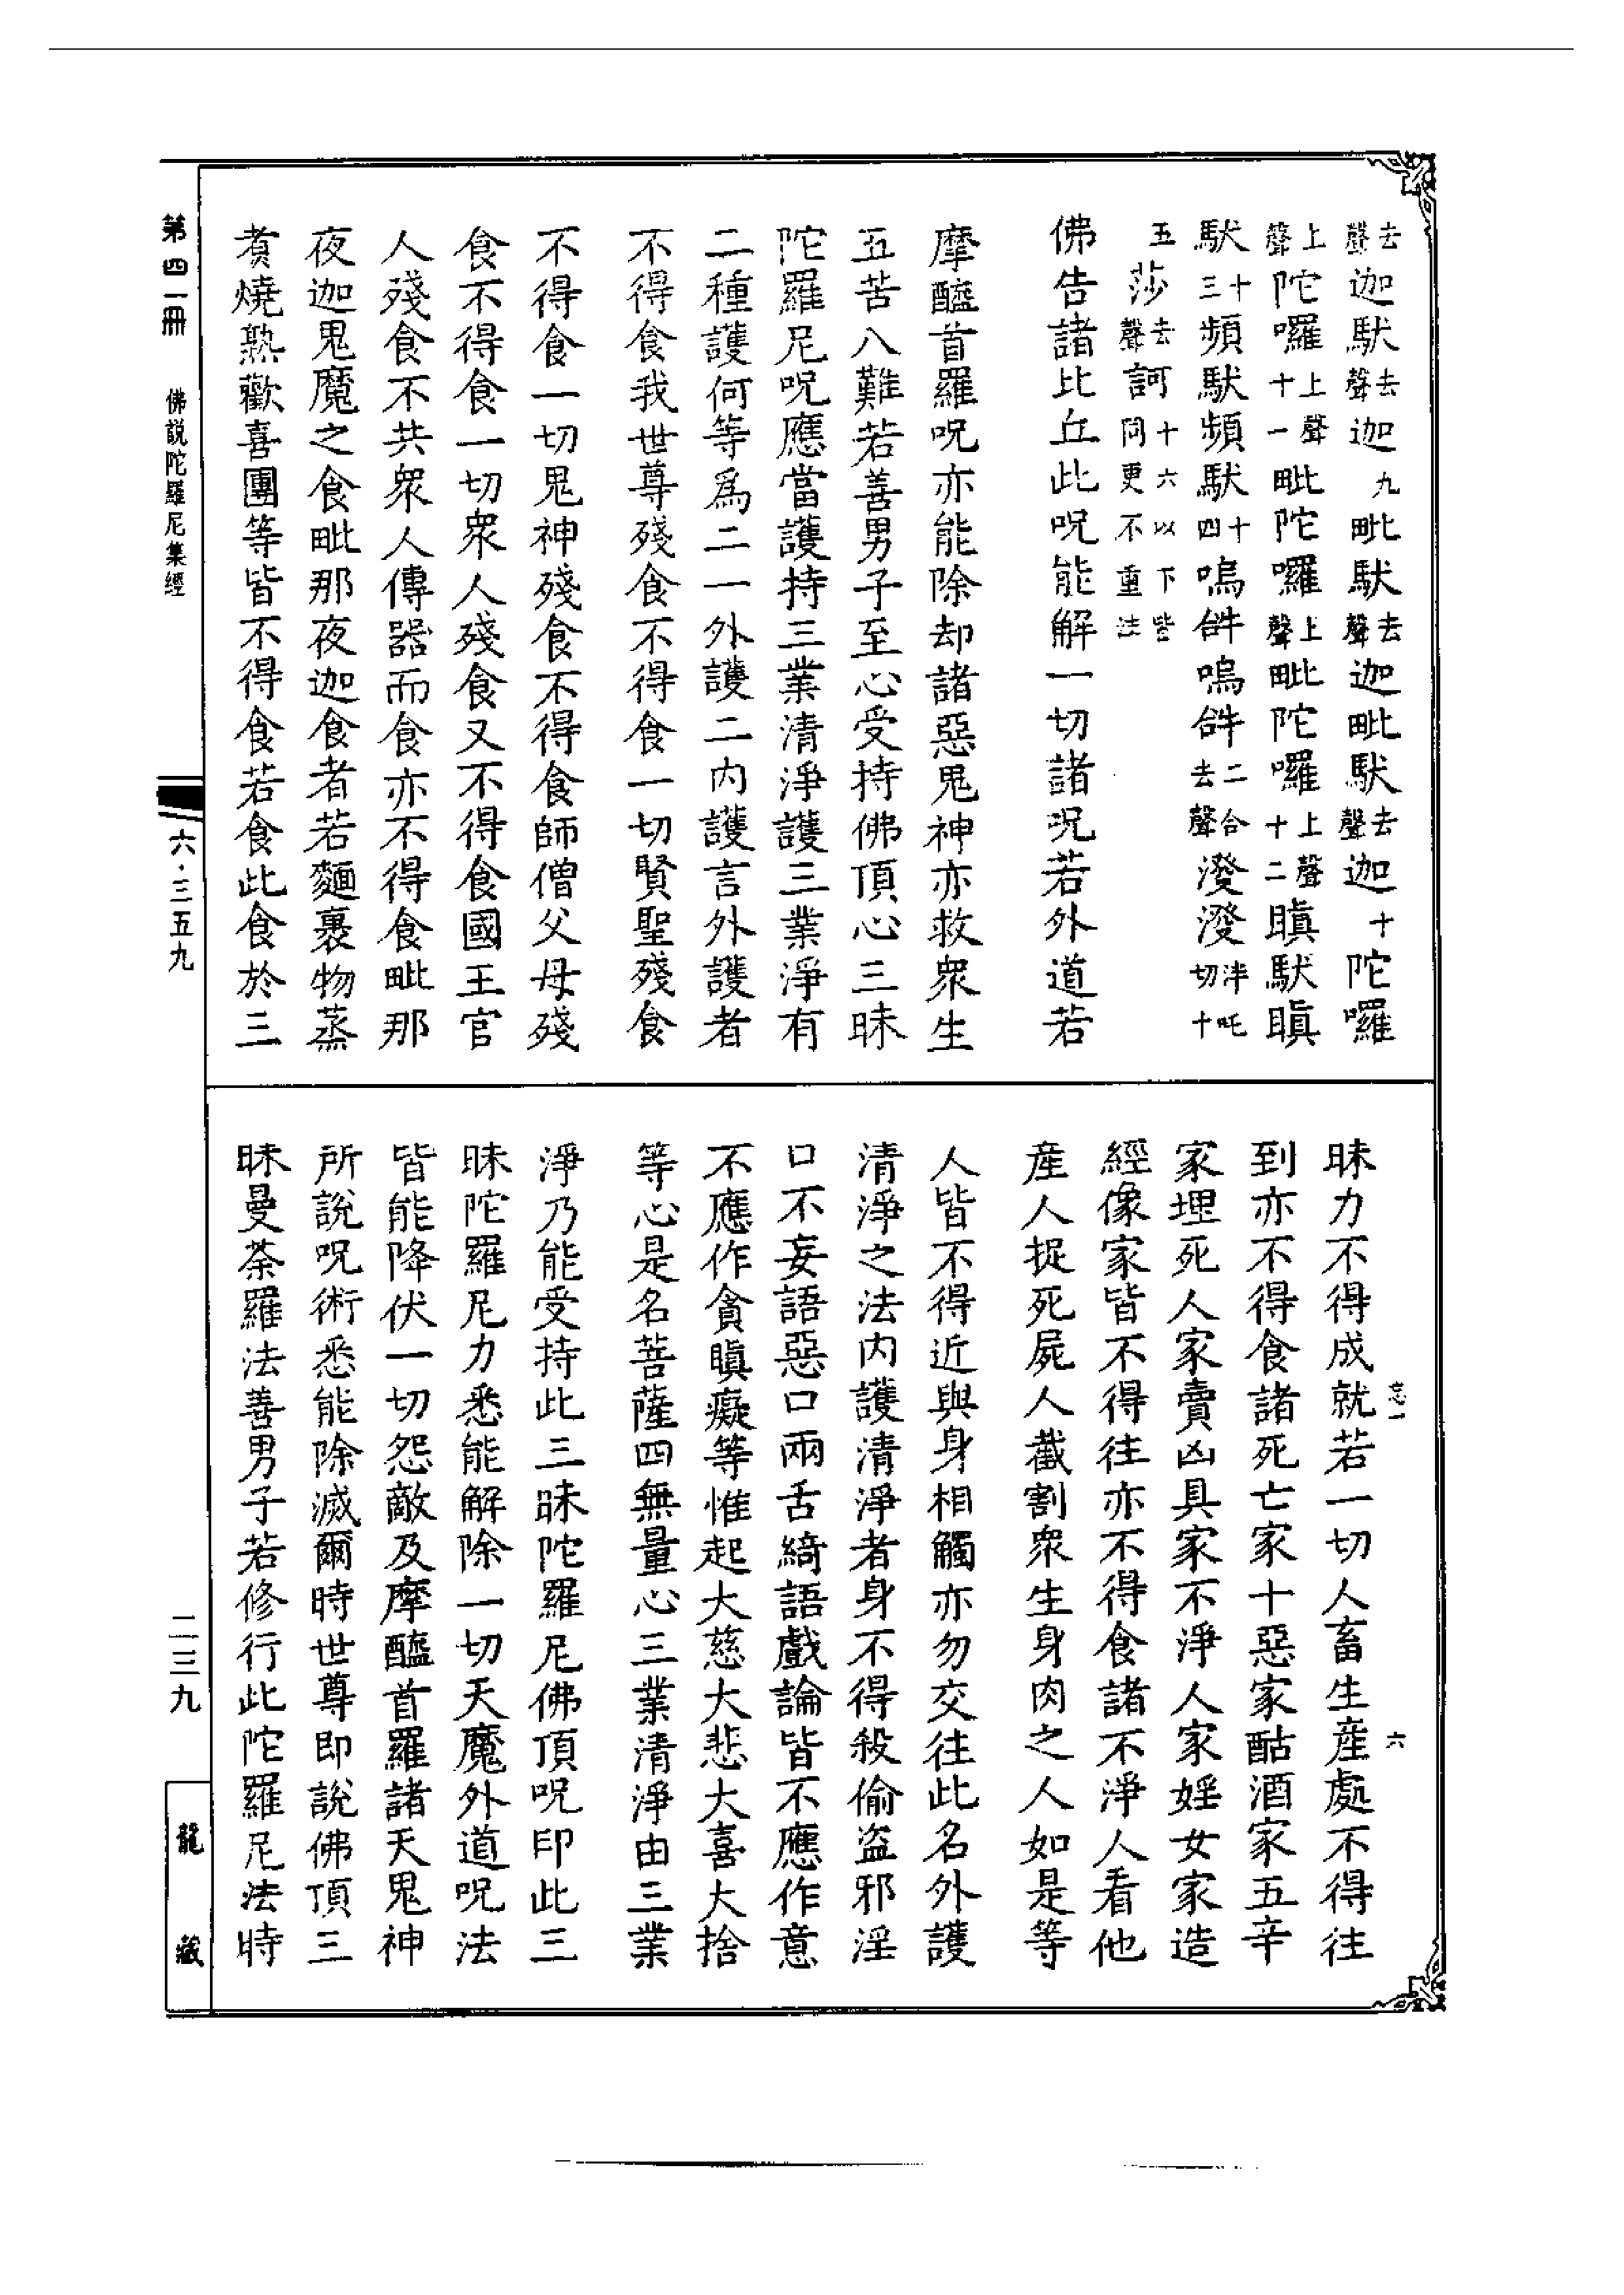 去聲迦馱去聲迦九毗馱去聲迦毗馱去聲迦十陀囉
上聲陀囉上聲十一毗陀囉上聲毗陀囉上聲十二瞋馱瞋
馱十三頻馱頻馱十四嗚𤙖嗚𤙖二合去聲潑潑泮吒切十
五莎去聲訶十六以下皆同更不重注
佛告諸比丘此呪能解一切諸呪若外道若
摩醯首羅呪亦能除却諸惡鬼神亦救衆生
五苦八難若善男子至心受持佛頂心三昧
陀羅尼呪應當護持三業清淨護三業淨有
二種護何等爲二一外護二内護言外護者
不得食我世尊殘食不得食一切賢聖殘食
不得食一切鬼神殘食不得食師僧父母殘
食不得食一切衆人殘食又不得食國王官
人殘食不共衆人傳器而食亦不得食毗那
夜迦鬼魔之食毗那夜迦食者若麵裹物蒸
煑燒熟歡喜團等皆不得食若食此食於三
昧力不得成就若一切人畜生産處不得往
到亦不得食諸死亡家十惡家酤酒家五辛
家埋死人家賣凶具家不淨人家婬女家造
經像家皆不得往亦不得食諸不淨人看他
産人捉死屍人截割衆生身肉之人如是等
人皆不得近與身相觸亦勿交往此名外護
清淨之法内護清淨者身不得殺偷盗邪淫
口不妄語惡口兩舌綺語戲論皆不應作意
不應作貪瞋癡等惟起大慈大悲大喜大捨
等心是名菩薩四無量心三業清淨由三業
淨乃能受持此三昧陀羅尼佛頂呪印此三
昧陀羅尼力悉能解除一切天魔外道呪法
皆能降伏一切怨敵及摩醯首羅諸天鬼神
所說呪術悉能除滅爾時世尊即說佛頂三
昧曼荼羅法善男子若修行此陀羅尼法時
忘一
六
第四一冊
佛說陀羅尼集經
六·三五九
二三九
龍藏